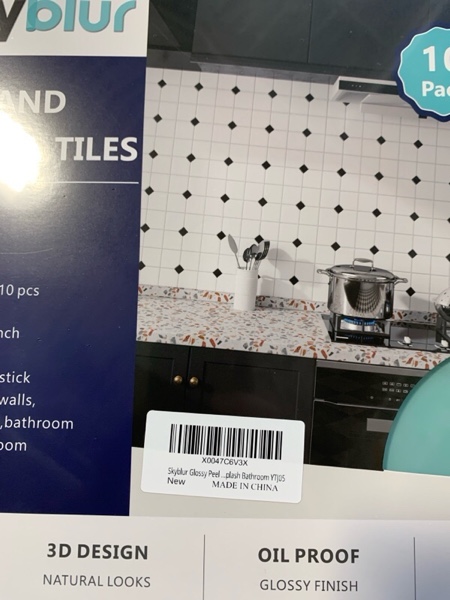 yblur
AND
TILES
10
Pac
10 pcs
nch
stick
walls,
,bathroom
oom
X0047C6V3X
Skyblur Glossy Peel ...plash Bathroom YTJ05
New MADE IN CHINA
3D DESIGN
NATURAL LOOKS
OIL PROOF
GLOSSY FINISH